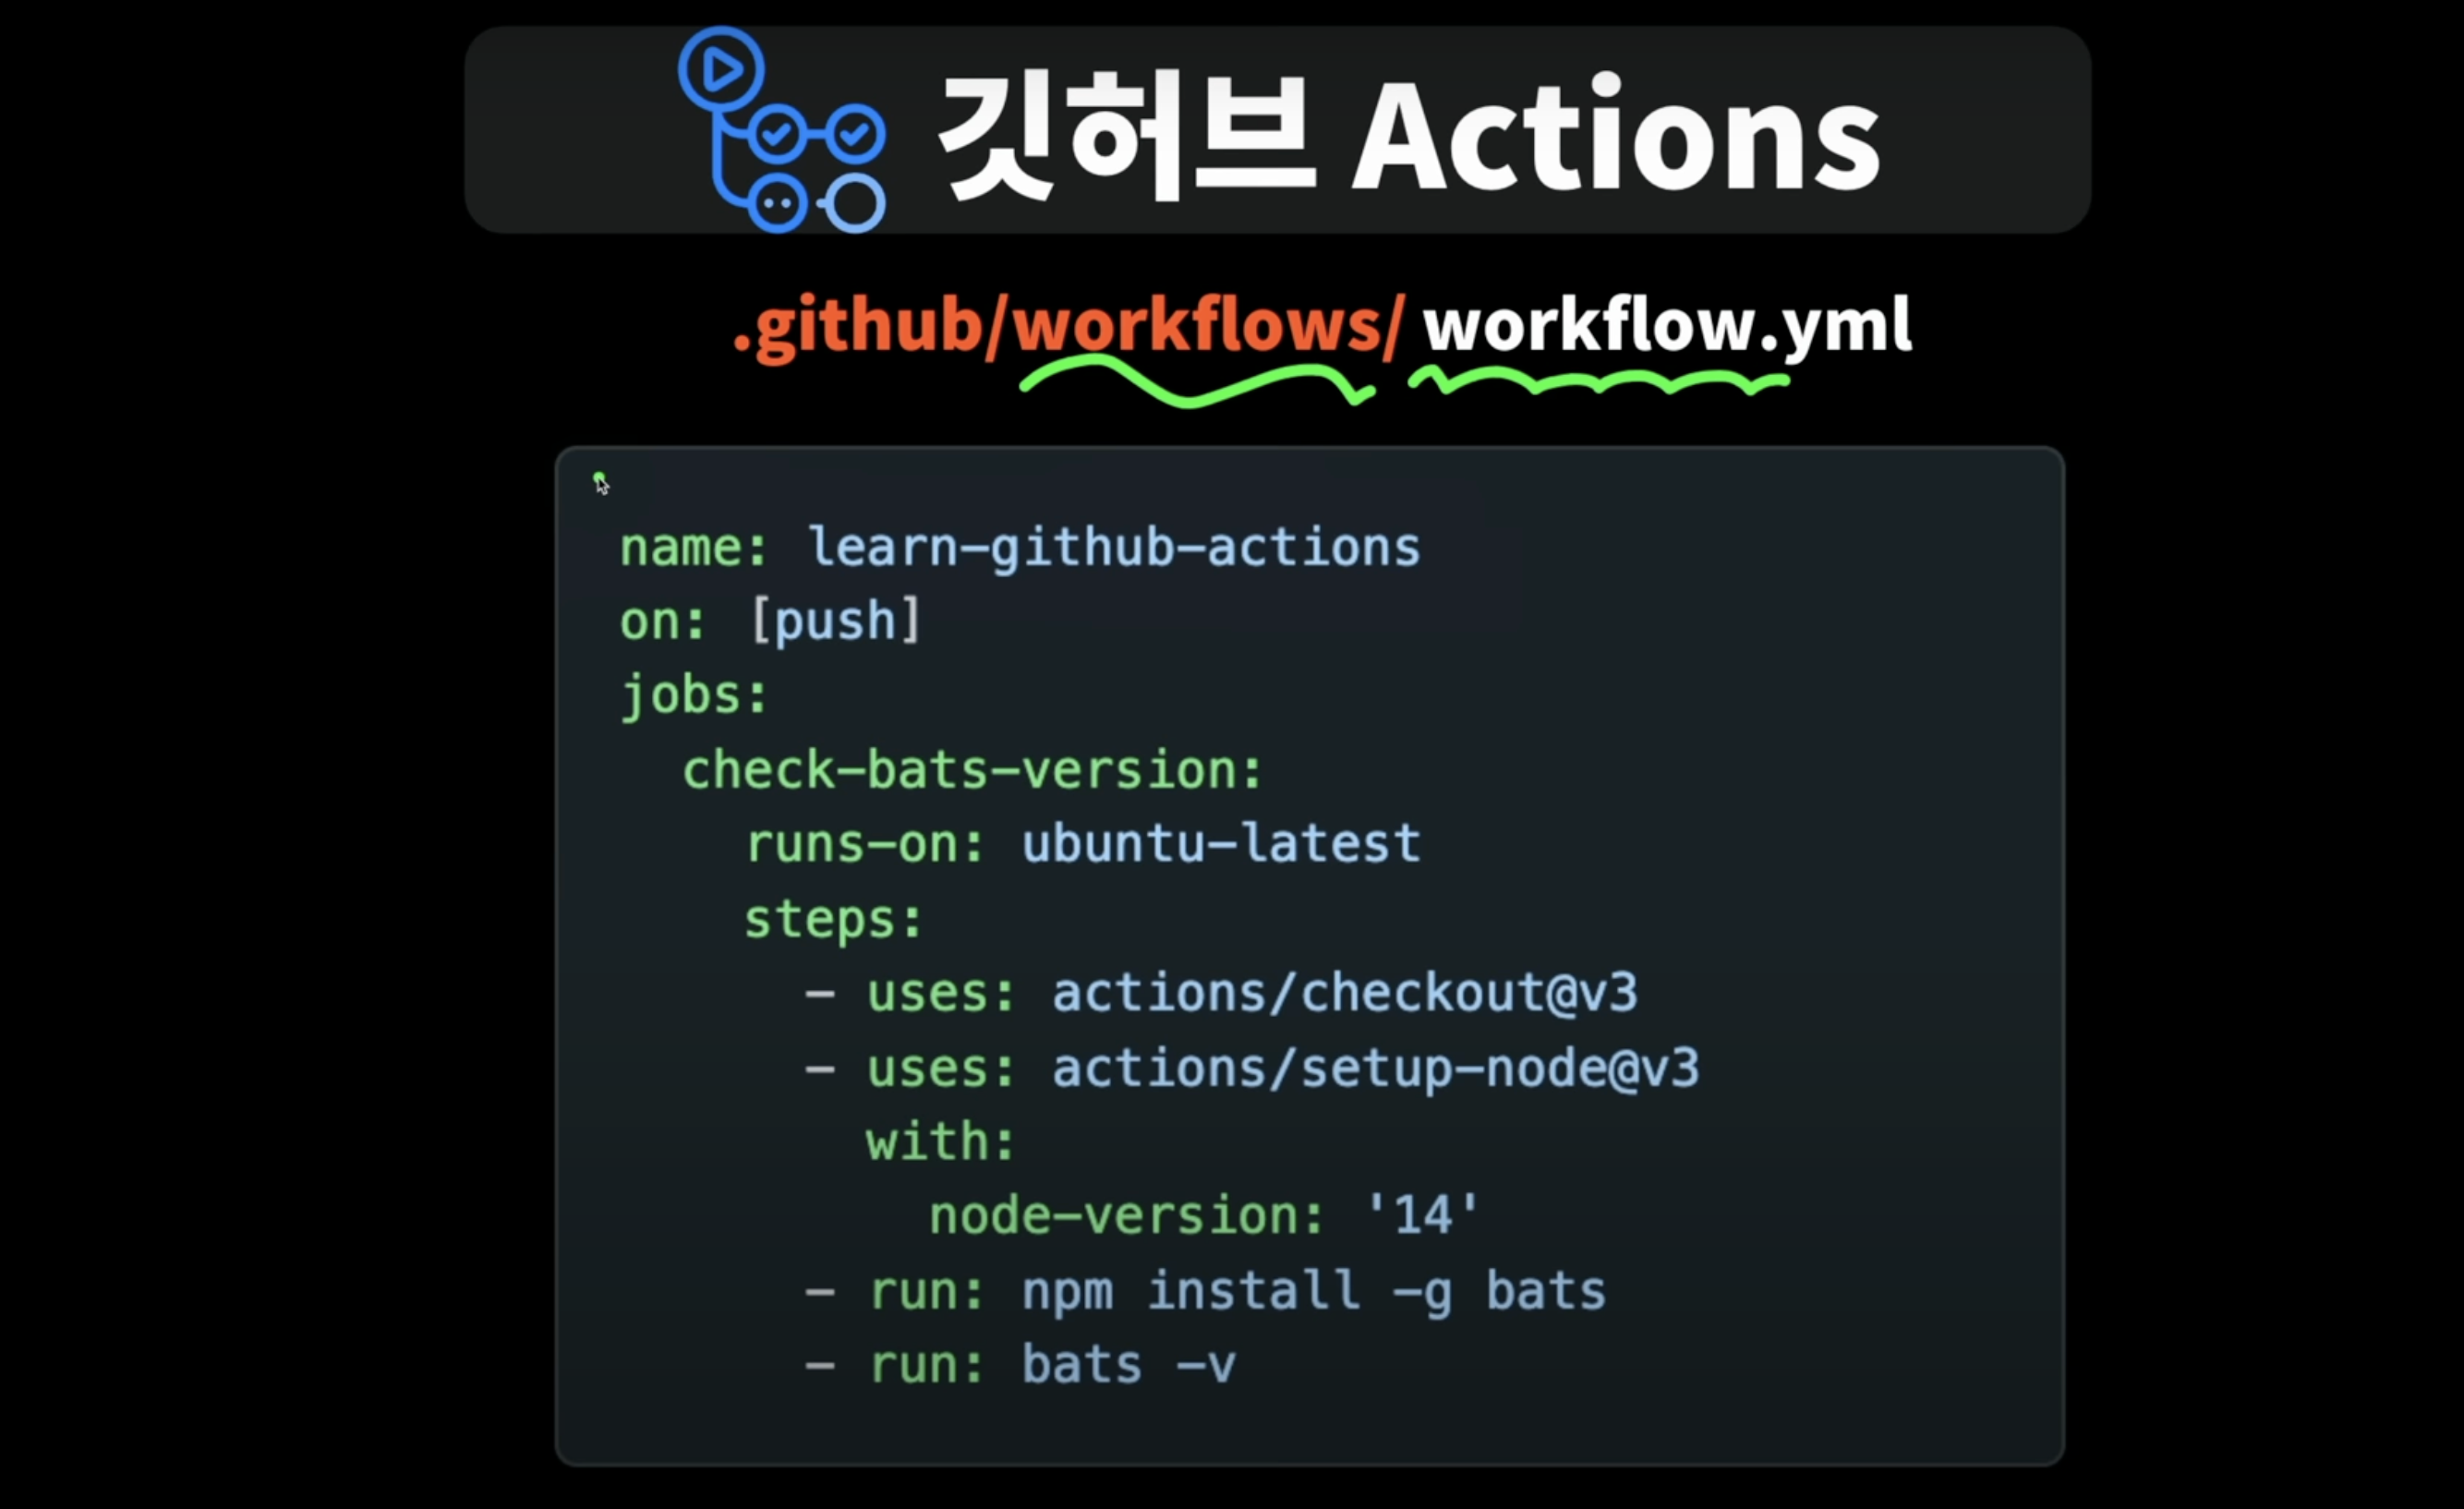 깃허브 Actions
.github/workflows/ workflow.yml
name: learn-github-actions
on: [push]
jobs:
  check-bats-version:
    runs-on: ubuntu-latest
    steps:
      - uses: actions/checkout@v3
      - uses: actions/setup-node@v3
        with:
          node-version: '14'
      - run: npm install -g bats
      - run: bats -v